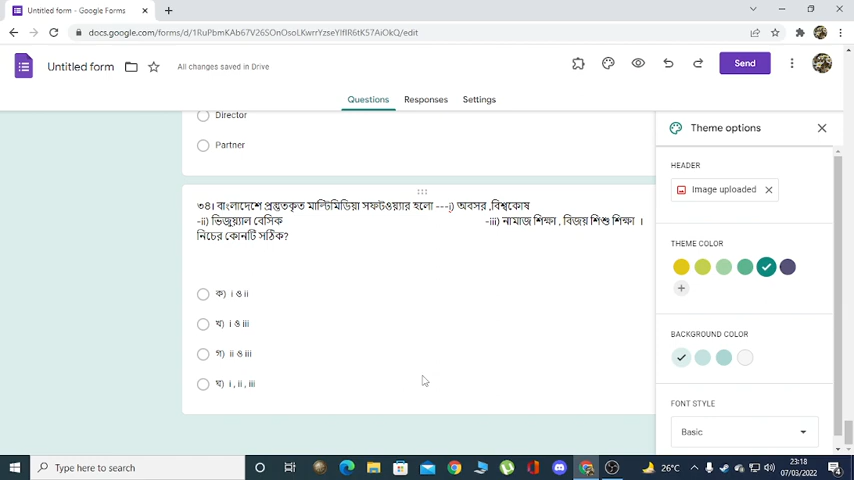 Untitled form - Google Forms
docs.google.com/forms/d/1RuPbmKAb67V26SOnOsoLKwrrYzseYIfIR6tK57AiOkQ/edit
Untitled form
All changes saved in Drive
Send
Questions Responses Settings
Director
Partner
৩৪। বাংলাদেশে প্রস্তুতকৃত মাল্টিমিডিয়া সফটওয়্যার হলো ---i) অবসর ,বিশ্বকোষ
-ii) ভিজুয়্যাল বেসিক -iii) নামাজ শিক্ষা , বিজয় শিশু শিক্ষা ।
নিচের কোনটি সঠিক?
ক) i ও ii
খ) i ও iii
গ) ii ও iii
ঘ) i , ii , iii
Theme options
HEADER
Image uploaded
THEME COLOR
BACKGROUND COLOR
FONT STYLE
Basic
Type here to search
26°C
23:18
07/03/2022
4